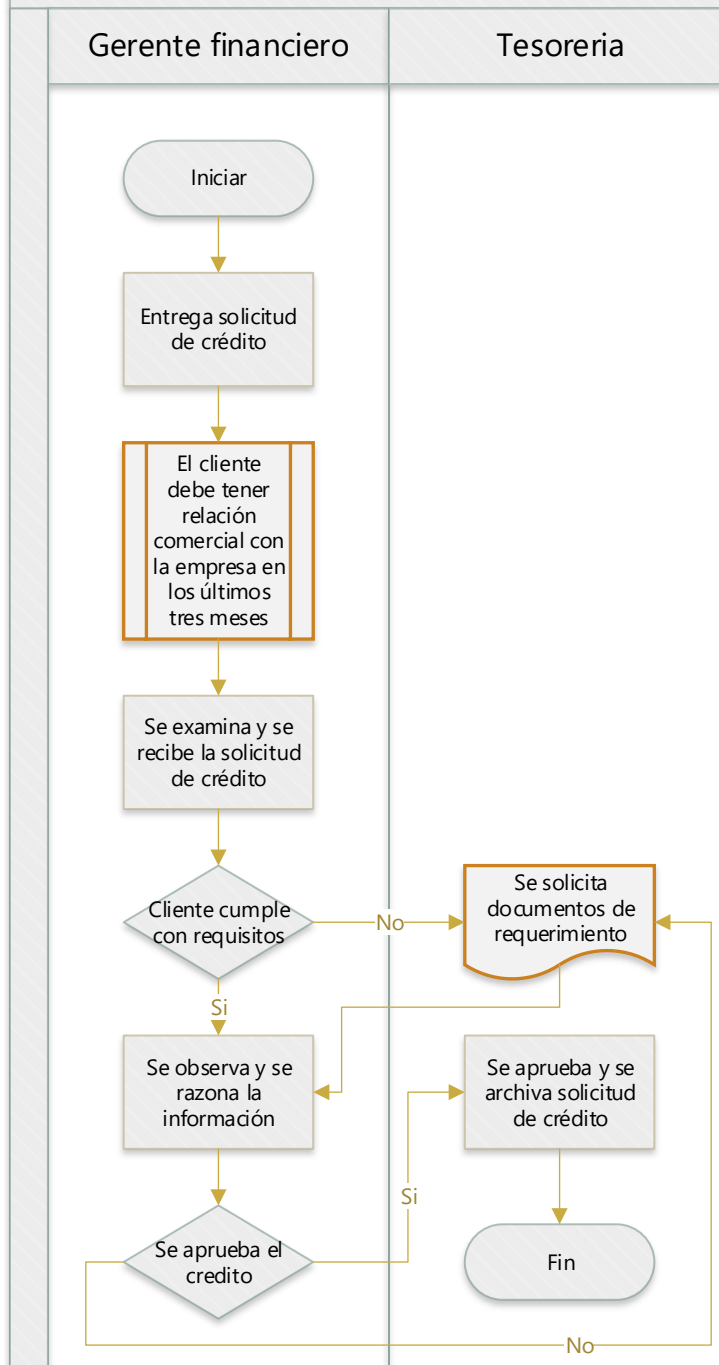 Gerente financiero
Tesoreria
Iniciar
Entrega solicitud
de crédito
El cliente
debe tener
relación
comercial con
la empresa en
los últimos
tres meses
Se examina y se
recibe la solicitud
de crédito
Cliente cumple
con requisitos
No
Se solicita
documentos de
requerimiento
Si
Se observa y se
razona la
información
Se aprueba y se
archiva solicitud
de crédito
Si
Se aprueba el
credito
Fin
No